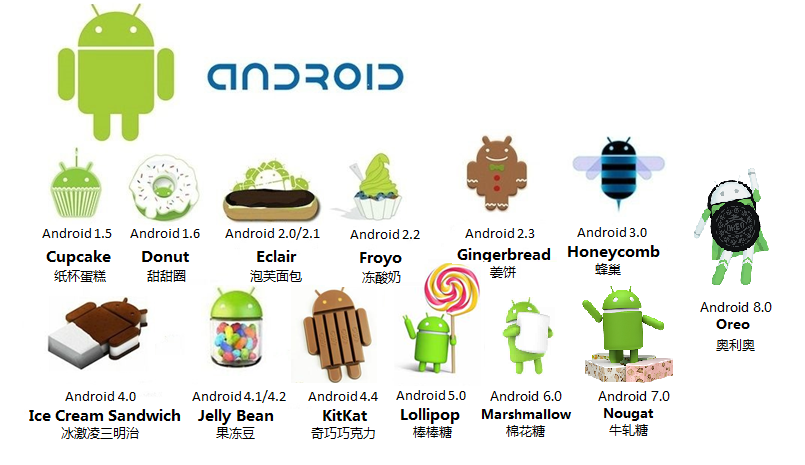 ANDROID
Android 1.5
Cupcake
纸杯蛋糕
Android 1.6
Donut
甜甜圈
Android 2.0/2.1
Eclair
泡芙面包
Android 2.2
Froyo
冻酸奶
Android 2.3
Gingerbread
姜饼
Android 3.0
Honeycomb
蜂巢
Android 4.0
Ice Cream Sandwich
冰激凌三明治
Android 4.1/4.2
Jelly Bean
果冻豆
Android 4.4
KitKat
奇巧巧克力
Android 5.0
Lollipop
棒棒糖
Android 6.0
Marshmallow
棉花糖
Android 7.0
Nougat
牛轧糖
OREO
Android 8.0
Oreo
奥利奥